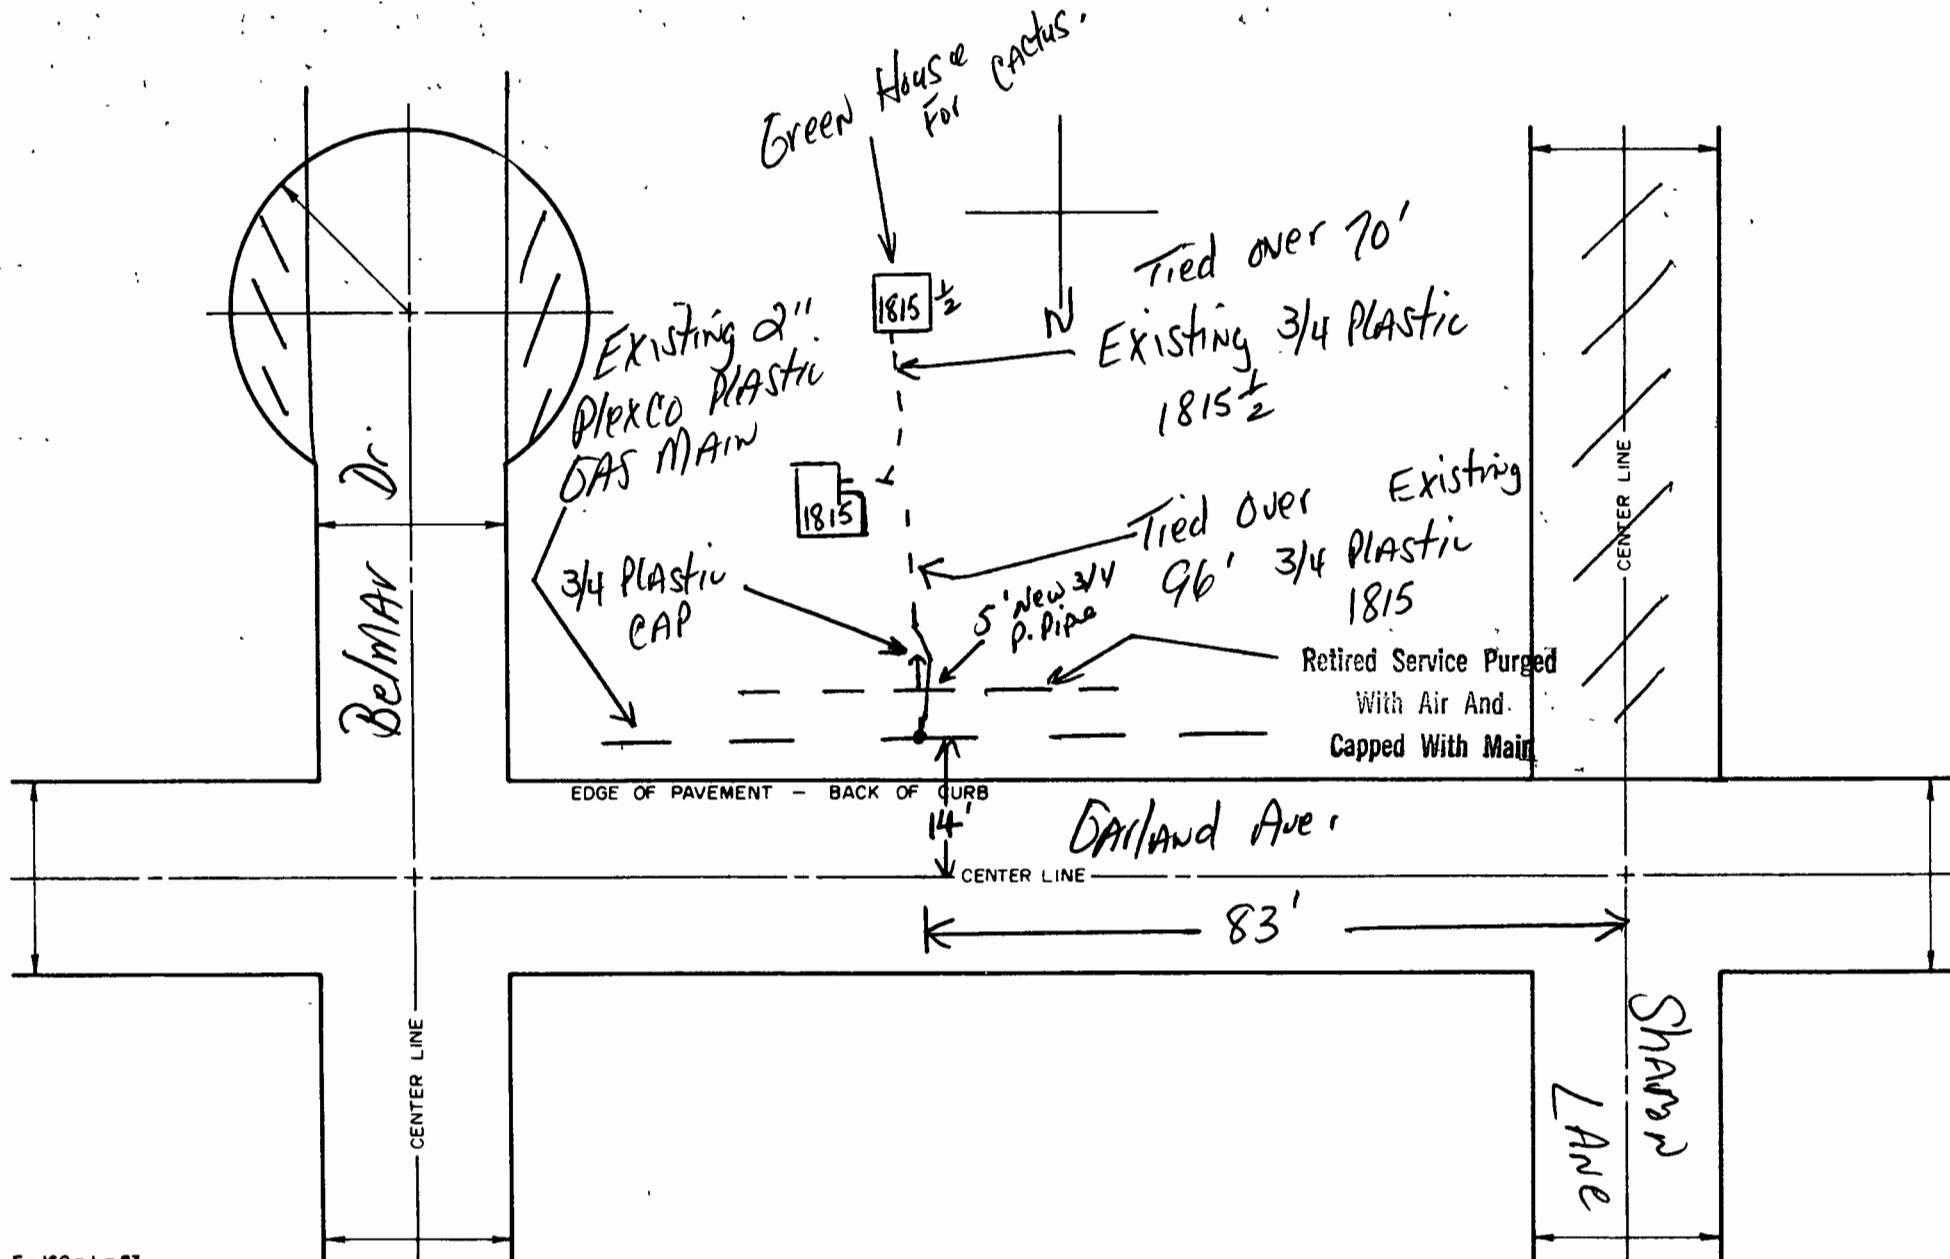 Green House
For Cactus.
1815 1/2
N
Tied over 70'
Existing 3/4 Plastic
1815 1/2
Existing 2"
Plexco Plastic
GAS MAIN
1815
Tied Over Existing
96' 3/4 Plastic
1815
3/4 Plastic
CAP
5' New 3/4
P. Pipe
Retired Service Purged
With Air And
Capped With Main
Belmar Dr.
CENTER LINE
EDGE OF PAVEMENT - BACK OF CURB
14'
Garland Ave.
CENTER LINE
83'
CENTER LINE
LANE